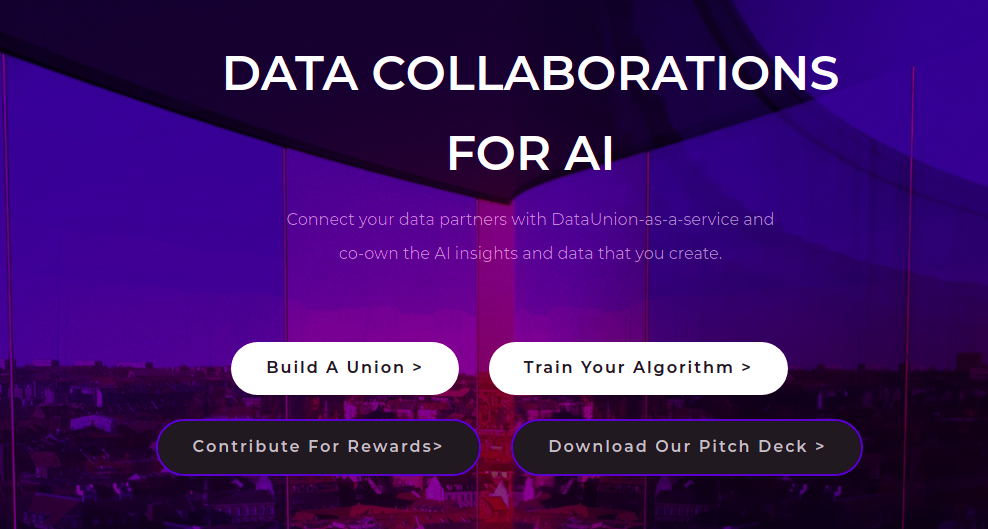 DATA COLLABORATIONS
FOR AI
Connect your data partners with DataUnion-as-a-service and
co-own the AI insights and data that you create.
Build A Union >
Train Your Algorithm >
Contribute For Rewards>
Download Our Pitch Deck >